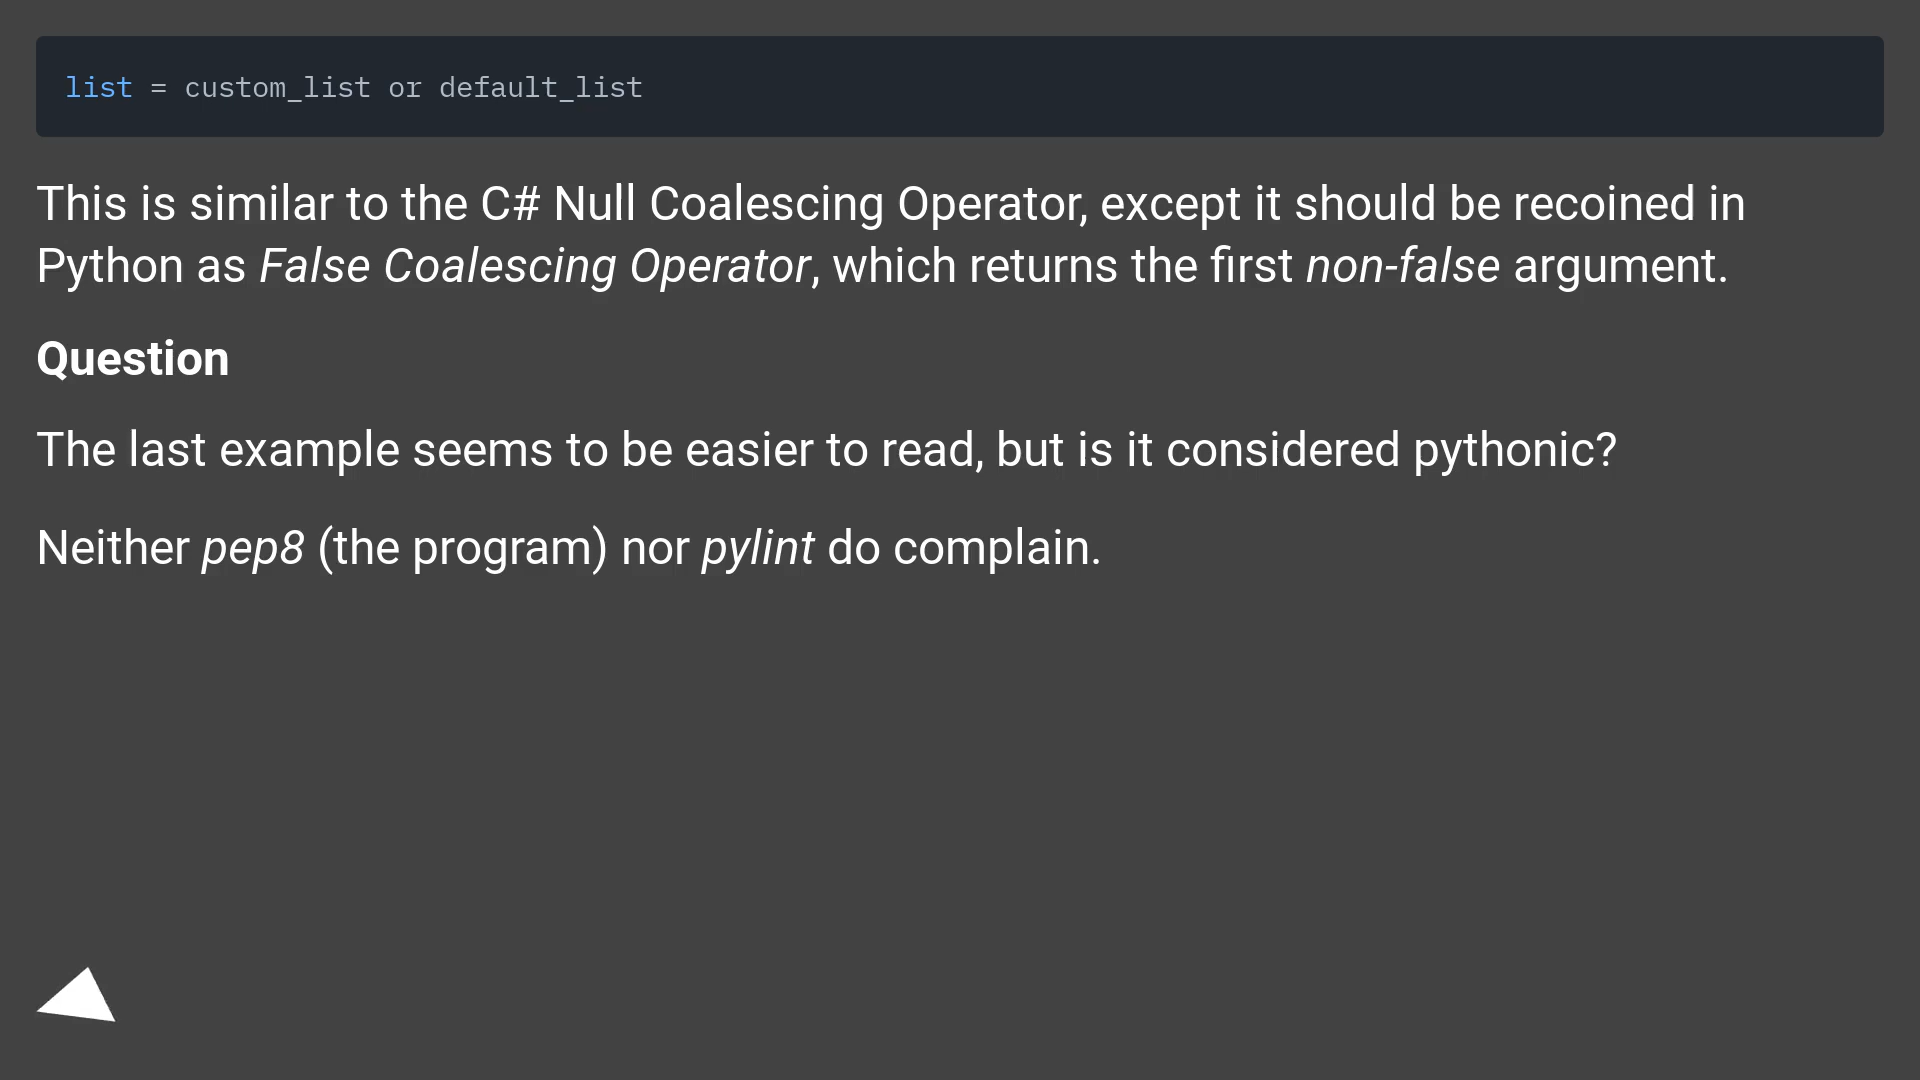 list = custom_list or default_list
This is similar to the C# Null Coalescing Operator, except it should be recoined in
Python as False Coalescing Operator, which returns the first non-false argument.
Question
The last example seems to be easier to read, but is it considered pythonic?
Neither pep8 (the program) nor pylint do complain.